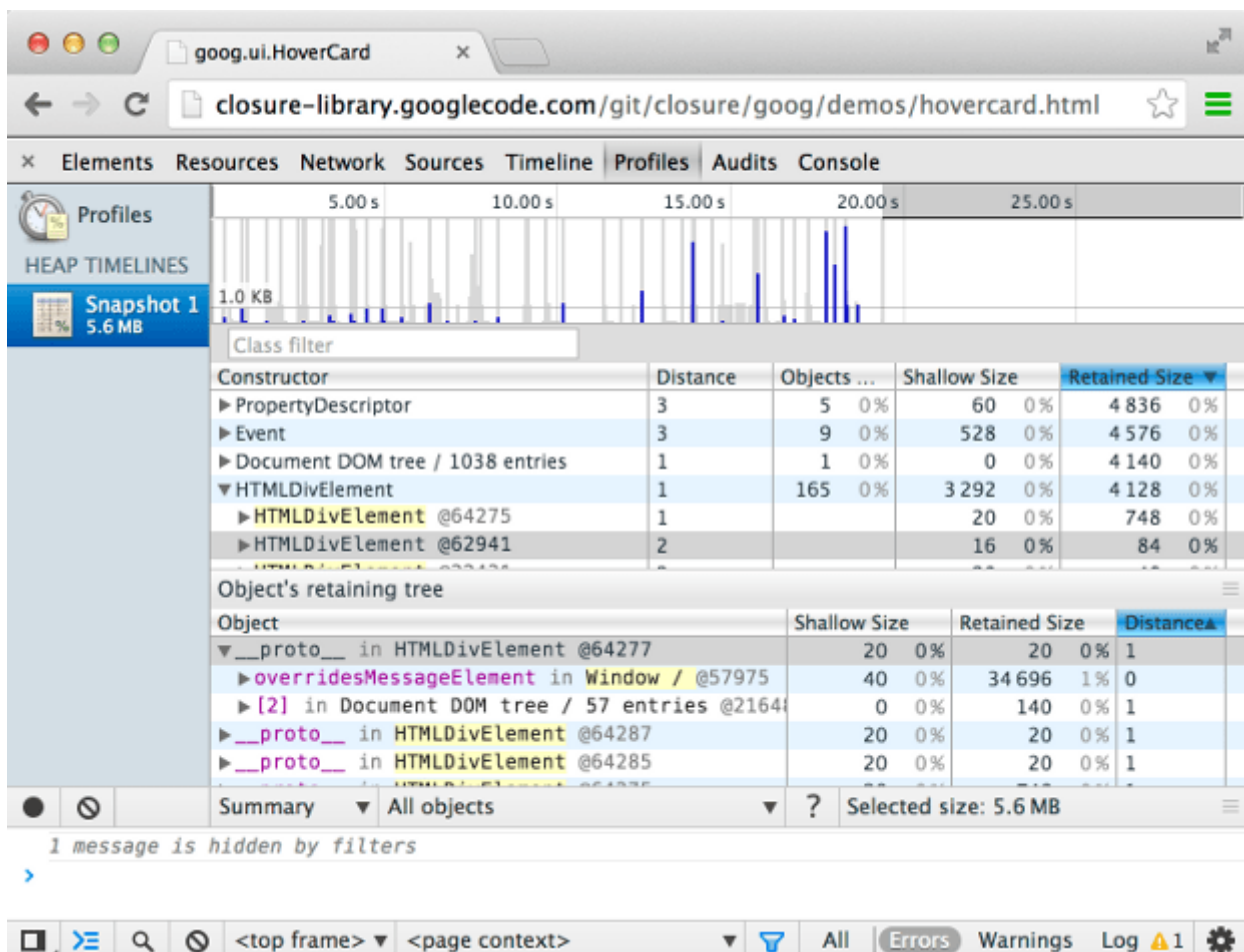 goog.ui.HoverCard
closure-library.googlecode.com/git/closure/goog/demos/hovercard.html
Elements Resources Network Sources Timeline Profiles Audits Console
Profiles
HEAP TIMELINES
Snapshot 1
5.6 MB
5.00 s 10.00 s 15.00 s 20.00 s 25.00 s
1.0 KB
Class filter
Constructor Distance Objects ... Shallow Size Retained Size ▼
▶PropertyDescriptor 3 5 0% 60 0% 4 836 0%
▶Event 3 9 0% 528 0% 4 576 0%
▶Document DOM tree / 1038 entries 1 1 0% 0 0% 4 140 0%
▼HTMLDivElement 1 165 0% 3 292 0% 4 128 0%
▶HTMLDivElement @64275 1 20 0% 748 0%
▶HTMLDivElement @62941 2 16 0% 84 0%
Object's retaining tree
Object Shallow Size Retained Size Distance▲
▼__proto__ in HTMLDivElement @64277 20 0% 20 0% 1
▶overridesMessageElement in Window / @57975 40 0% 34 696 1% 0
▶[2] in Document DOM tree / 57 entries @2164 0 0% 140 0% 1
▶__proto__ in HTMLDivElement @64287 20 0% 20 0% 1
▶__proto__ in HTMLDivElement @64285 20 0% 20 0% 1
Summary ▼ All objects ▼ ? Selected size: 5.6 MB
1 message is hidden by filters
>
<top frame> ▼ <page context> ▼ All Errors Warnings Log 1